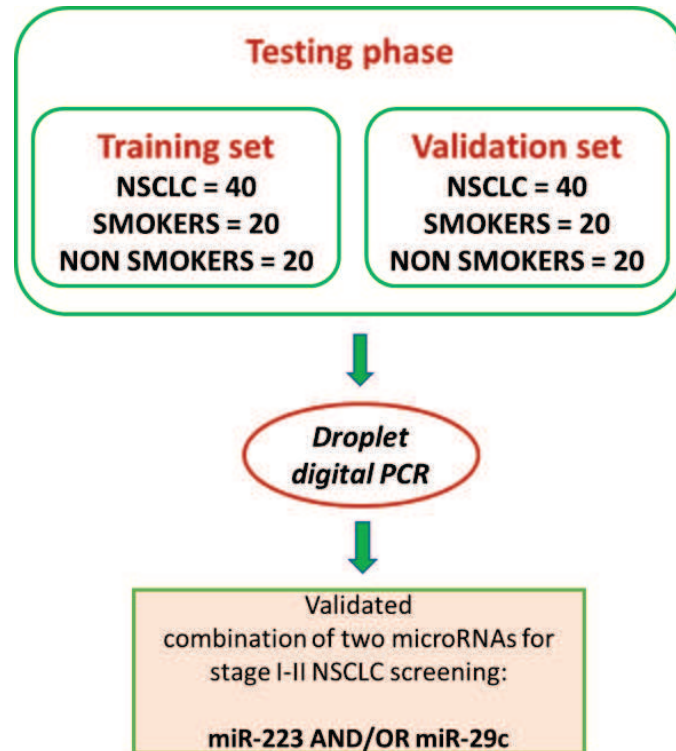 Testing phase
Training set
NSCLC = 40
SMOKERS = 20
NON SMOKERS = 20
Validation set
NSCLC = 40
SMOKERS = 20
NON SMOKERS = 20
Droplet
digital PCR
Validated
combination of two microRNAs for
stage I-II NSCLC screening:
miR-223 AND/OR miR-29c